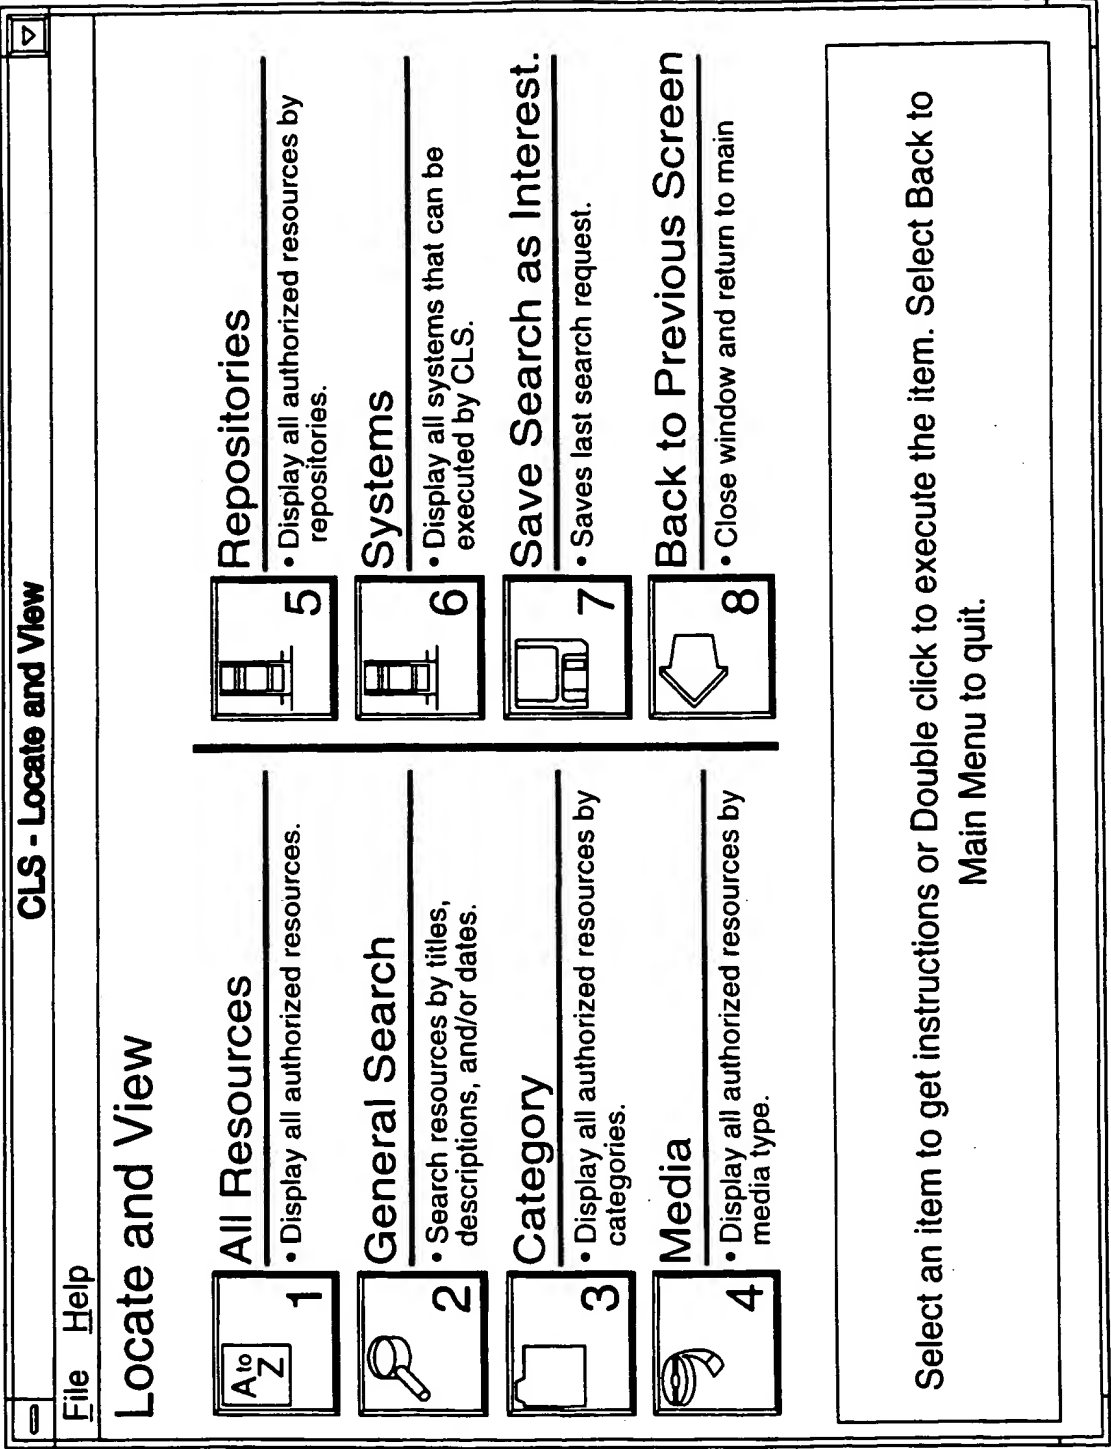 CLS - Locate and View
File Help
Locate and View
A to
Z
1
All Resources
• Display all authorized resources.
2
General Search
• Search resources by titles,
descriptions, and/or dates.
3
Category
• Display all authorized resources by
categories.
4
Media
• Display all authorized resources by
media type.
5
Repositories
• Display all authorized resources by
repositories.
6
Systems
• Display all systems that can be
executed by CLS.
7
Save Search as Interest.
• Saves last search request.
8
Back to Previous Screen
• Close window and return to main
Select an item to get instructions or Double click to execute the item. Select Back to
Main Menu to quit.